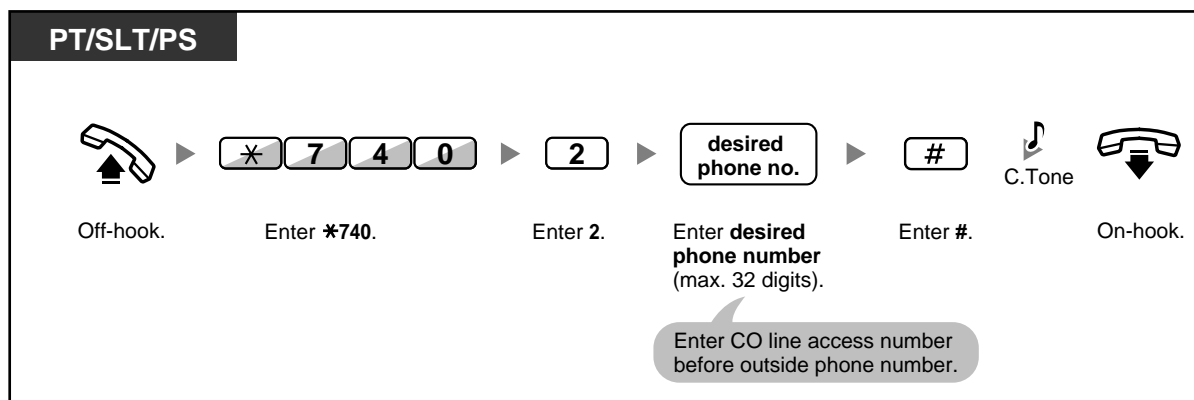 PT/SLT/PS
✳ 7 4 0
2
desired
phone no.
#
C.Tone
Off-hook.
Enter ✳740.
Enter 2.
Enter desired
phone number
(max. 32 digits).
Enter #.
On-hook.
Enter CO line access number
before outside phone number.